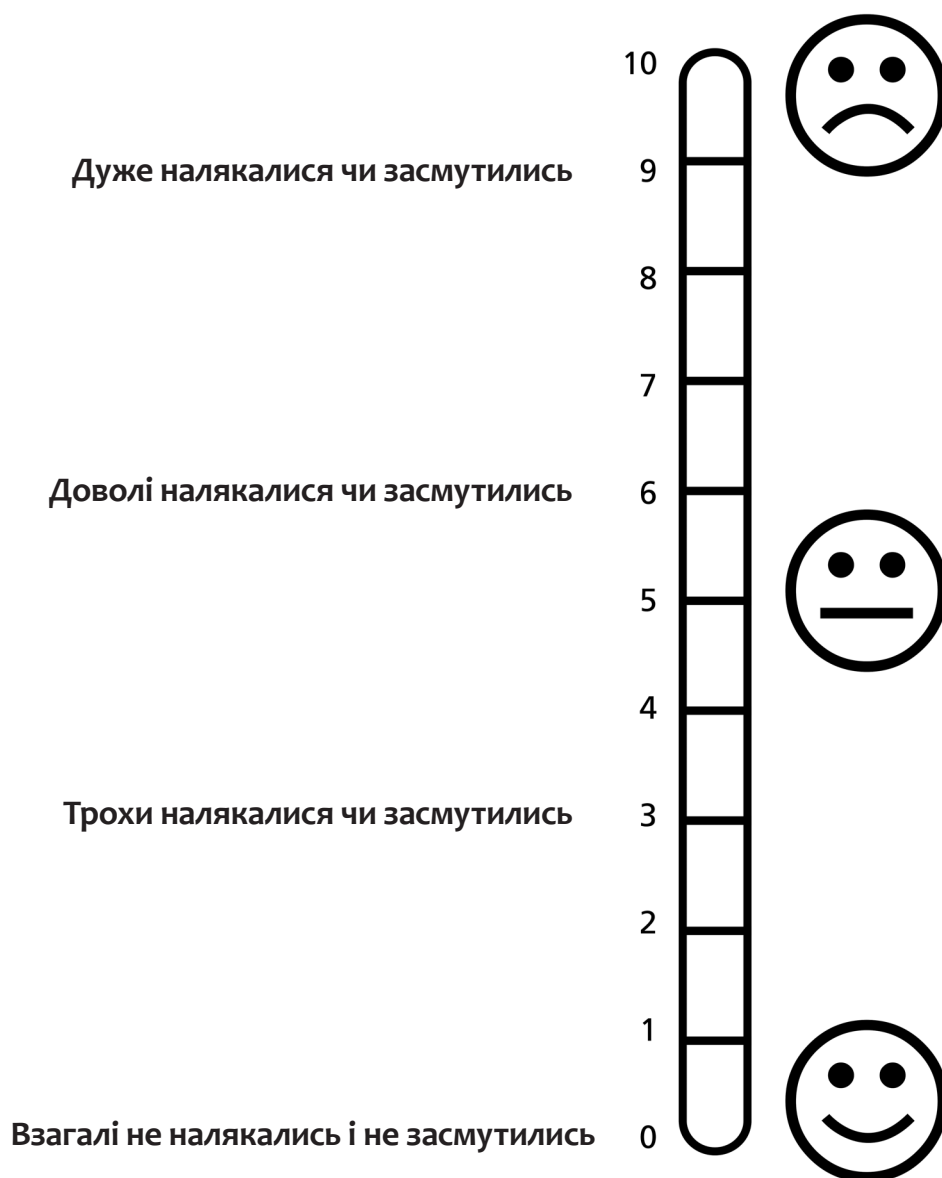 10
Дуже налякалися чи засмутились 9
8
7
Доволі налякалися чи засмутились 6
5
4
Трохи налякалися чи засмутились 3
2
1
Взагалі не налякались і не засмутились 0